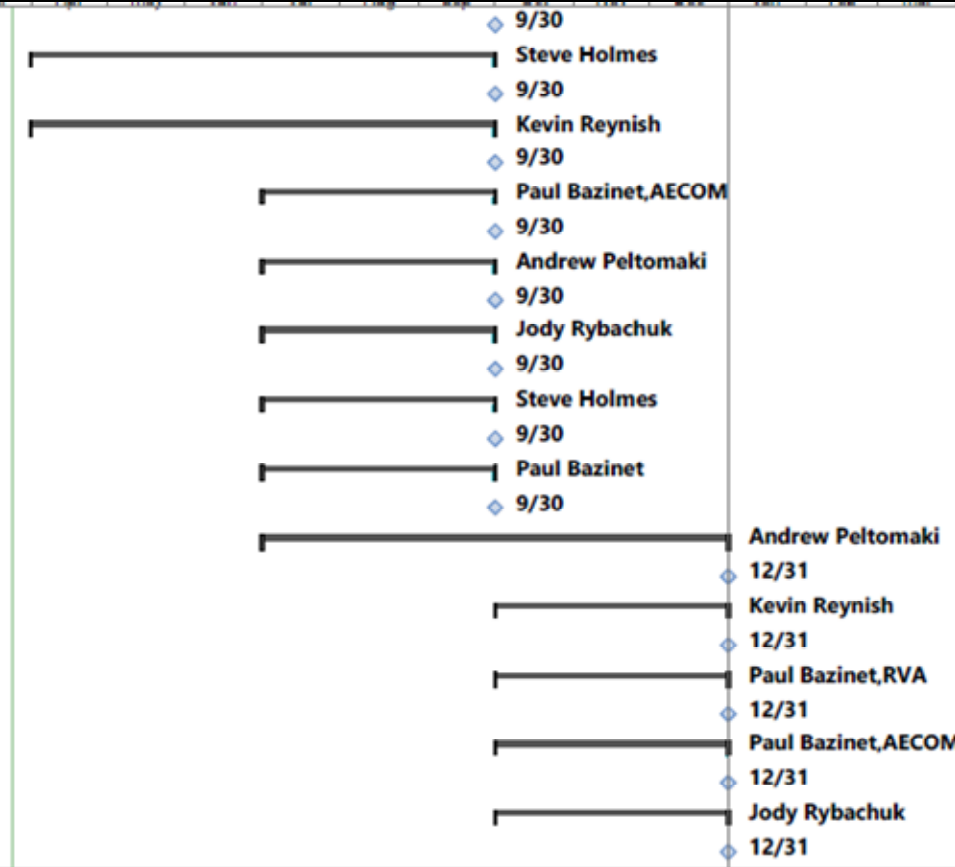 9/30
Steve Holmes
9/30
Kevin Reynish
9/30
Paul Bazinet,AECOM
9/30
Andrew Peltomaki
9/30
Jody Rybachuk
9/30
Steve Holmes
9/30
Paul Bazinet
9/30
Andrew Peltomaki
12/31
Kevin Reynish
12/31
Paul Bazinet,RVA
12/31
Paul Bazinet,AECOM
12/31
Jody Rybachuk
12/31